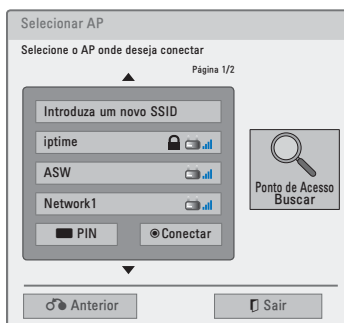 Selecionar AP
Selecione o AP onde deseja conectar
Página 1/2
Introduza um novo SSID
iptime
ASW
Network1
PIN
Conectar
Ponto de Acesso
Buscar
Anterior
Sair